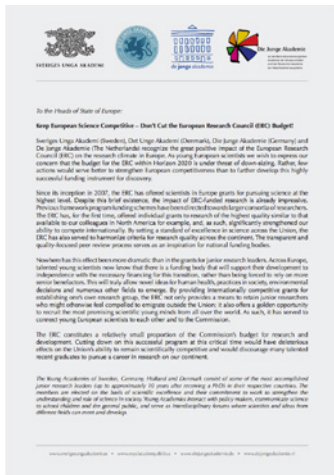 SVERIGES UNGA AKADEMI
de jonge akademie
Die Junge Akademie
To the Heads of State of Europe:
Keep European Science Competitive – Don't Cut the European Research Council (ERC) Budget!
Sveriges Unga Akademi (Sweden), Det Unge Akademi (Denmark), Die Junge Akademie (Germany) and
De Jonge Akademie (The Netherlands) recognize the great positive impact of the European Research
Council (ERC) on the research climate in Europe. As young European scientists we wish to express our
concern that the budget for the ERC within Horizon 2020 is under threat of down-sizing. Rather, few
actions would serve better to strengthen European competitiveness than to further develop this highly
successful funding instrument for discovery.
Since its inception in 2007, the ERC has offered scientists in Europe grants for pursuing science at the
highest level. Despite this brief existence, the impact of ERC-funded research is already impressive.
Previous framework program funding schemes have been directed towards larger consortia of researchers.
The ERC has, for the first time, offered individual grants to research of the highest quality similar to that
available to our colleagues in North America for example, and, as such, significantly strengthened our
ability to compete internationally. By setting a standard of excellence in science across the Union, the
ERC has also served to harmonize criteria for research quality across the continent. The transparent and
quality-focused peer review process serves as an inspiration for national funding bodies.
Nowhere has this effect been more dramatic than in the grants for junior research leaders. Across Europe,
talented young scientists now know that there is a funding body that will support their development to
independence with the necessary financing for this transition, rather than being forced to rely on more
senior benefactors. This will truly allow novel ideas for human health, practices in society, environmental
decisions and numerous other fields to emerge. By providing internationally competitive grants for
establishing one's own research group, the ERC not only provides a means to retain junior researchers
who might otherwise feel compelled to emigrate outside the Union; it also offers a golden opportunity
to recruit the most promising scientific young minds from all over the world. As such, it has served to
connect young European scientists to each other and to the Commission.
The ERC constitutes a relatively small proportion of the Commission's budget for research and
development. Cutting down on this successful program at this critical time would have deleterious
effects on the Union's ability to remain scientifically competitive and would discourage many talented
recent graduates to pursue a career in research on our continent.
The Young Academies of Sweden, Germany, Holland and Denmark consist of some of the most accomplished
junior research leaders (up to approximately 10 years after receiving a PhD) in their respective countries. The
members are elected on the basis of scientific excellence and their commitment to work to strengthen the
understanding and role of science in society. Young Academies interact with policy makers, communicate science
to school children and the general public, and serve as interdisciplinary forums where scientists and ideas from
different fields can meet and develop.